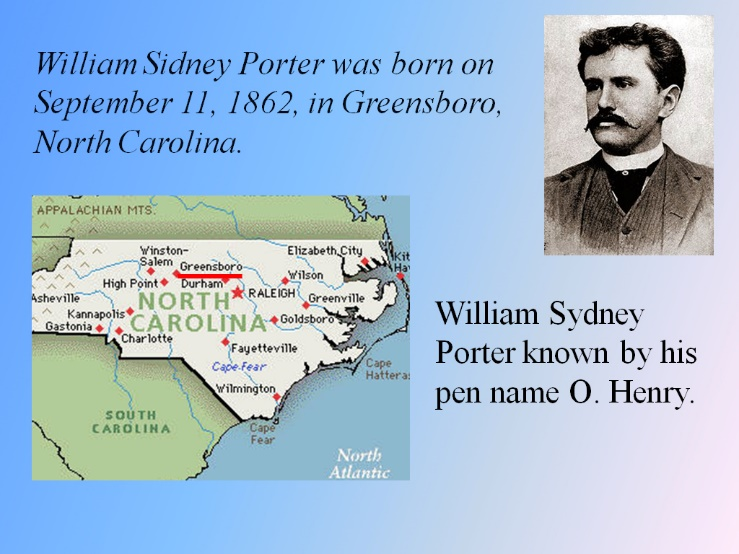 William Sidney Porter was born on
September 11, 1862, in Greensboro,
North Carolina.
APPALACHIAN MTS.
Winston-
Salem
Greensboro
Elizabeth City
Kit
Ha
High Point
Durham
Wilson
Asheville
NORTH
CAROLINA
RALEIGH
Greenville
Kannapolis
Goldsboro
Gastonia
Charlotte
Fayetteville
Cape Fear
Cape
Hatteras
Wilmington
SOUTH
CAROLINA
Cape
Fear
North
Atlantic
William Sydney
Porter known by his
pen name O. Henry.